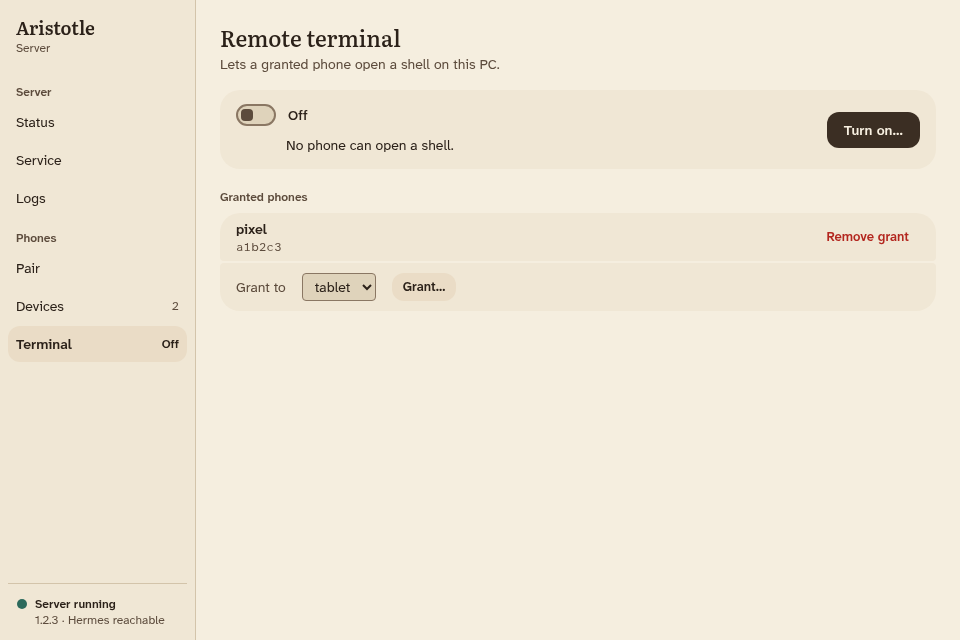 Aristotle
Server
Server
Status
Service
Logs
Phones
Pair
Devices 2
Terminal Off
Server running
1.2.3 · Hermes reachable
Remote terminal
Lets a granted phone open a shell on this PC.
Off
No phone can open a shell.
Turn on...
Granted phones
pixel
a1b2c3
Remove grant
Grant to tablet Grant...